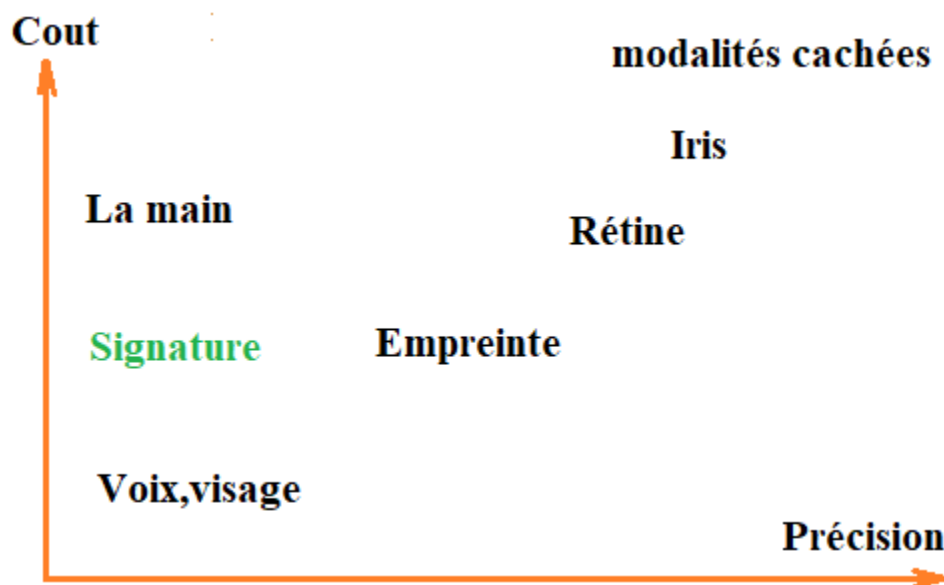 Cout
modalités cachées
Iris
La main
Rétine
Signature
Empreinte
Voix,visage
Précision